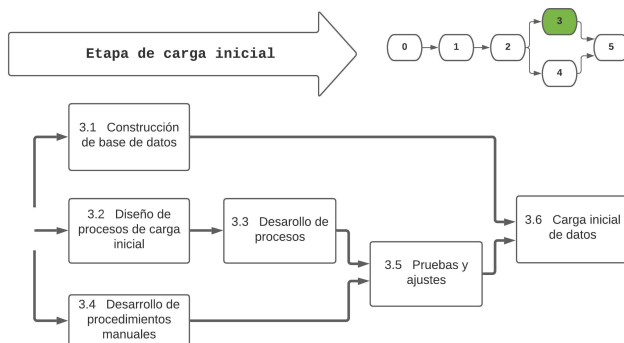 Etapa de carga inicial
0
1
2
3
4
5
3.1 Construcción
de base de datos
3.2 Diseño de
procesos de carga
inicial
3.3 Desarollo de
procesos
3.4 Desarrollo de
procedimientos
manuales
3.5 Pruebas y
ajustes
3.6 Carga inicial
de datos